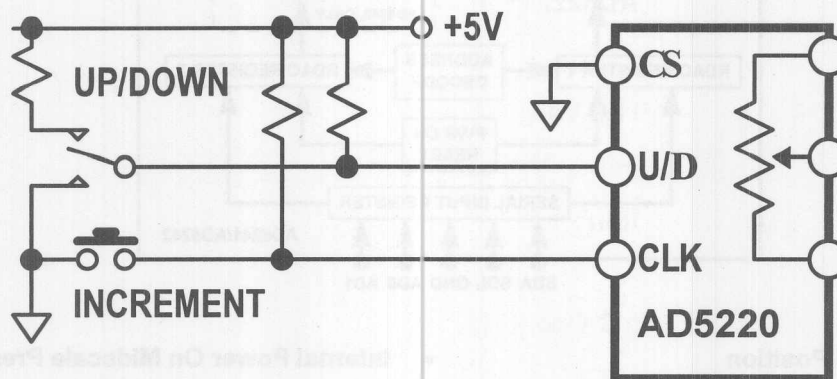 +5V
UP/DOWN
CS
U/D
CLK
INCREMENT
AD5220